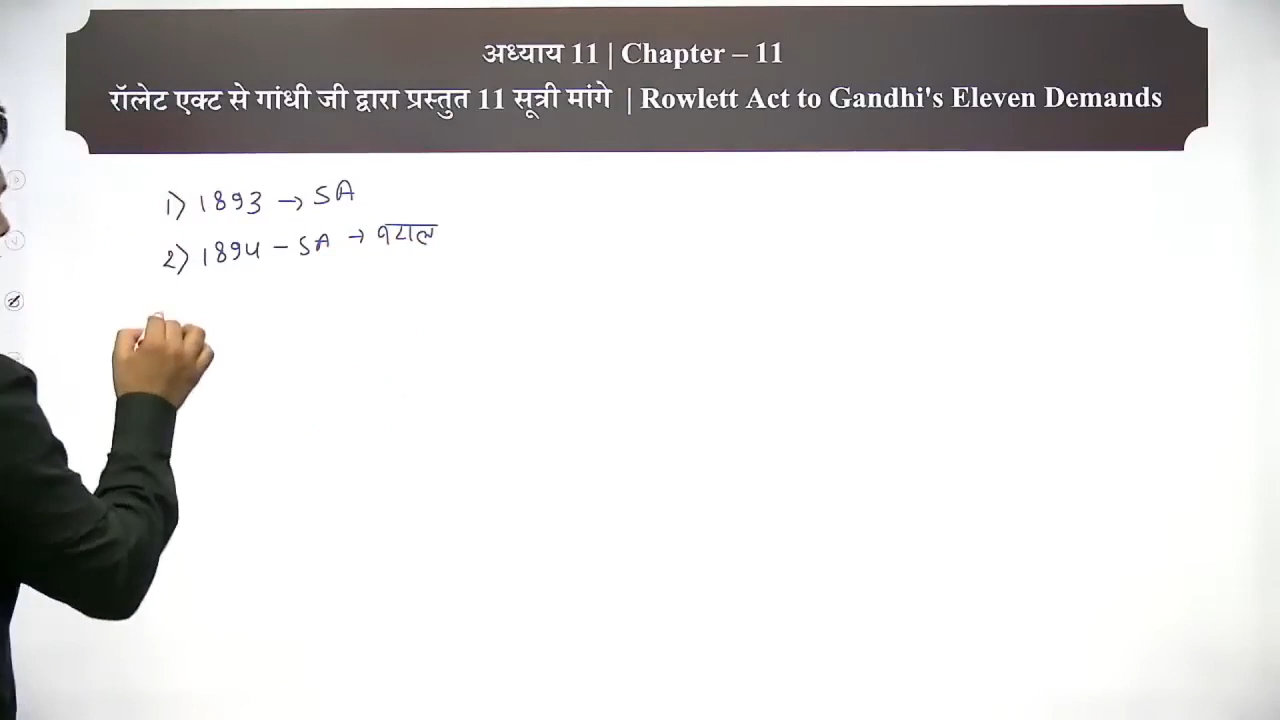 अध्याय 11 | Chapter – 11
रॉलेट एक्ट से गांधी जी द्वारा प्रस्तुत 11 सूत्री मांगे | Rowlett Act to Gandhi's Eleven Demands
1) 1893 → SA
2) 1894 – SA →